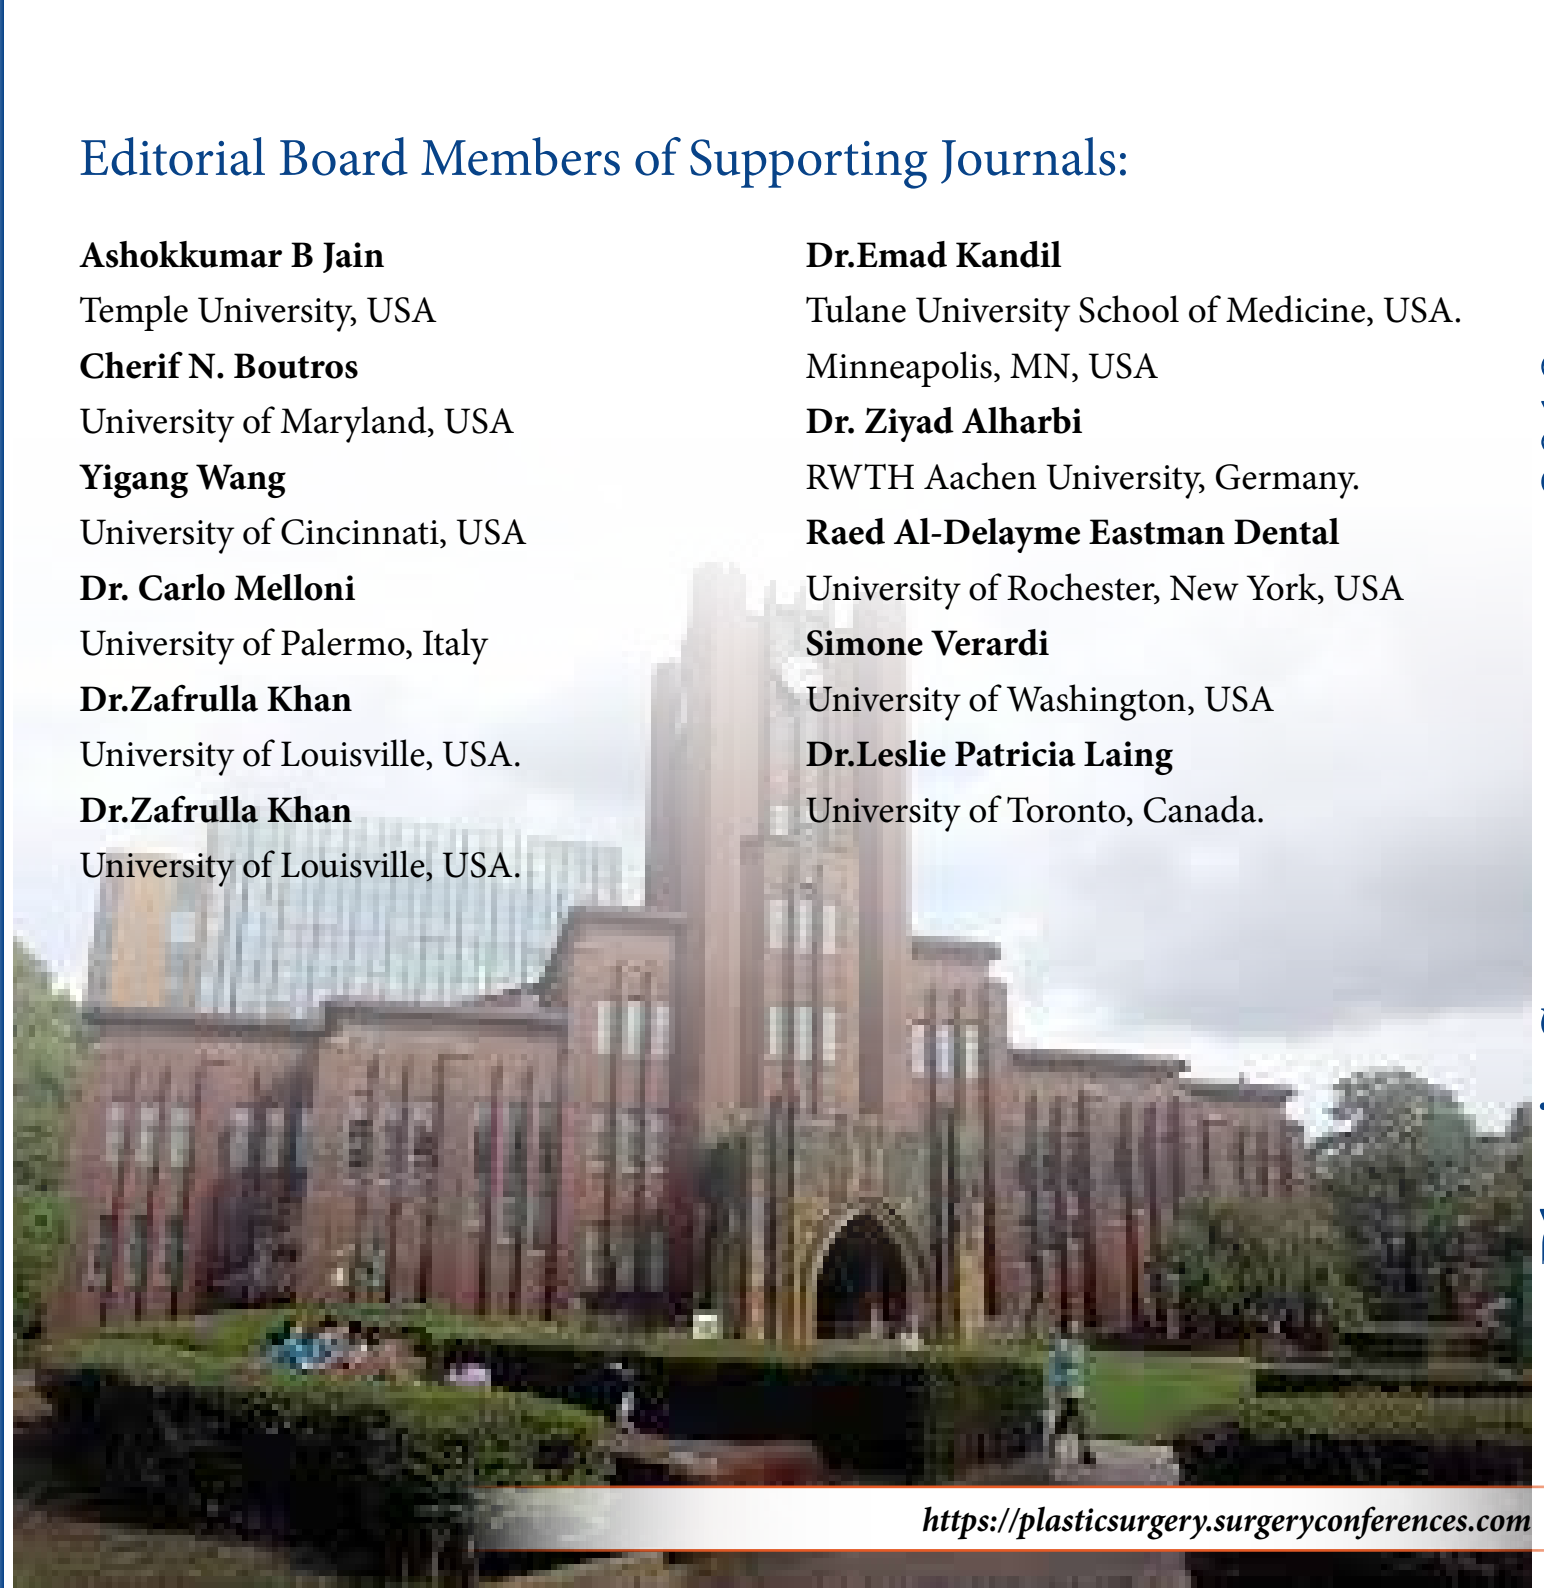 Editorial Board Members of Supporting Journals:
Ashokkumar B Jain
Temple University, USA
Cherif N. Boutros
University of Maryland, USA
Yigang Wang
University of Cincinnati, USA
Dr. Carlo Melloni
University of Palermo, Italy
Dr.Zafrulla Khan
University of Louisville, USA.
Dr.Zafrulla Khan
University of Louisville, USA.
Dr.Emad Kandil
Tulane University School of Medicine, USA.
Minneapolis, MN, USA
Dr. Ziyad Alharbi
RWTH Aachen University, Germany.
Raed Al-Delayme Eastman Dental
University of Rochester, New York, USA
Simone Verardi
University of Washington, USA
Dr.Leslie Patricia Laing
University of Toronto, Canada.
https://plasticsurgery.surgeryconferences.com